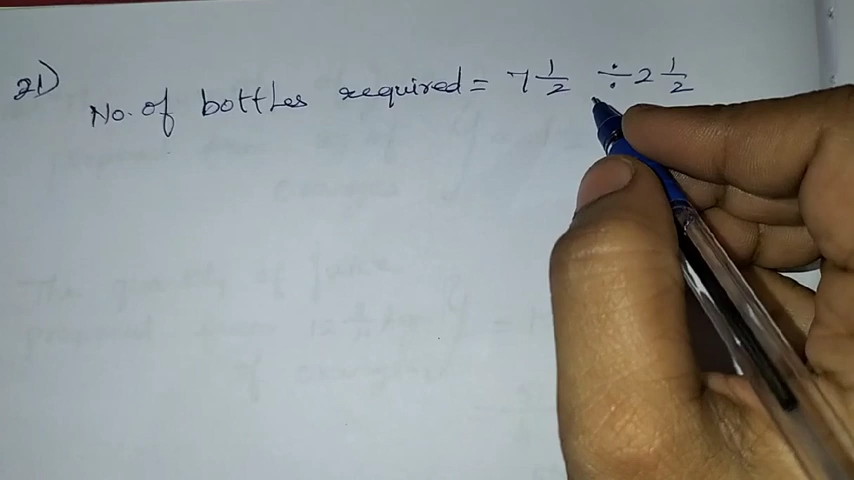 21)
No. of bottles required = 7 1/2 ÷ 2 1/2